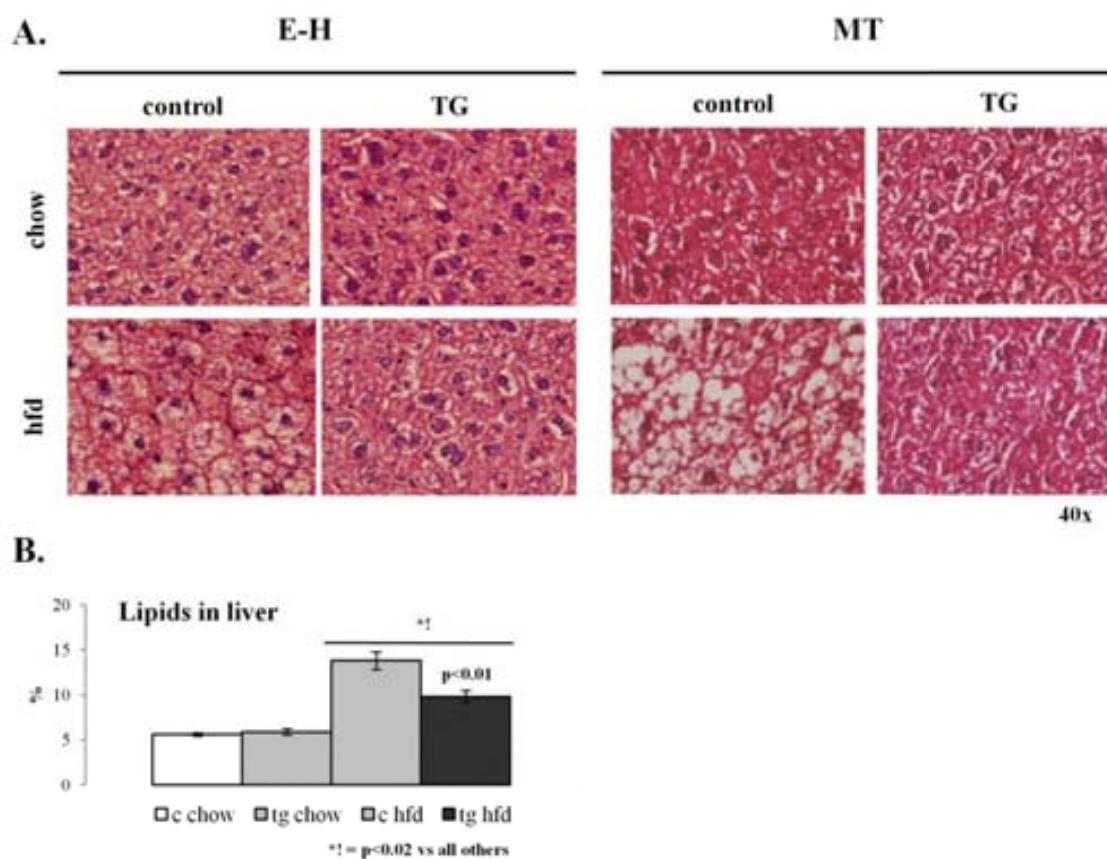 A.
E-H MT
control TG control TG
chow
hfd
40x
B.
Lipids in liver
20
15
10
5
0
%
*!
p<0.01
c chow tg chow c hfd tg hfd
*! = p<0.02 vs all others